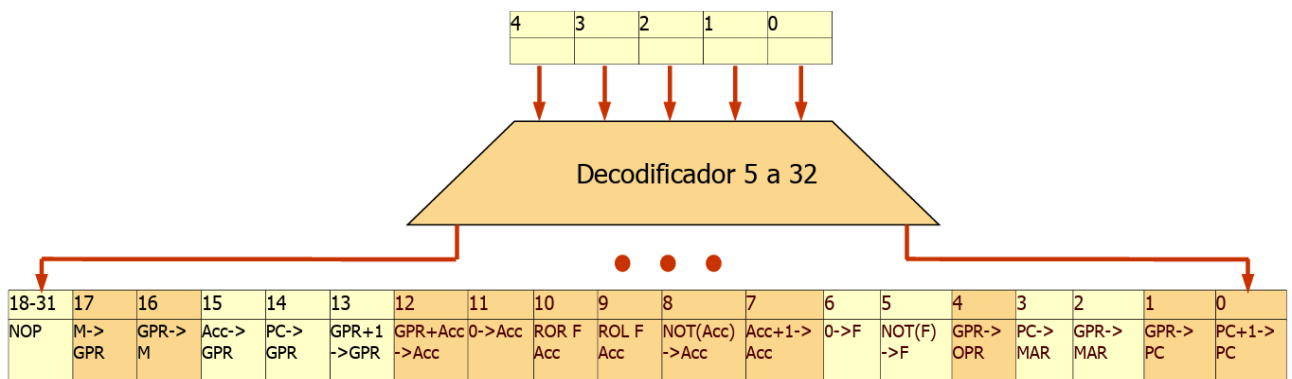 4 3 2 1 0
Decodificador 5 a 32
18-31 17 16 15 14 13 12 11 10 9 8 7 6 5 4 3 2 1 0
NOP M-> GPR-> Acc-> PC-> GPR+1 GPR+Acc 0->Acc ROR F ROL F NOT(Acc) Acc+1-> 0->F NOT(F) GPR-> PC-> GPR-> GPR-> PC+1->
GPR M GPR GPR ->GPR ->Acc Acc Acc ->Acc Acc ->F OPR MAR MAR PC PC